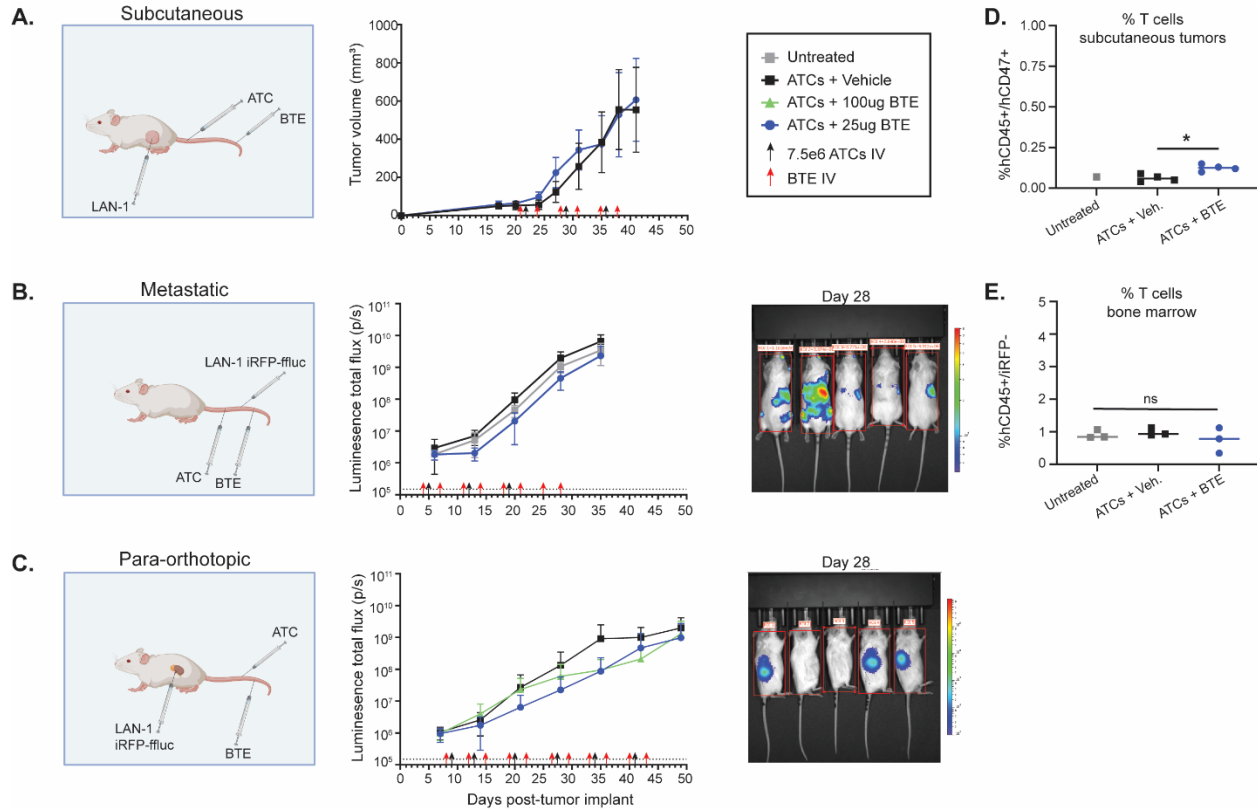 A.
Subcutaneous
ATC
BTE
LAN-1
Tumor volume (mm³)
800
600
400
200
0
0 5 10 15 20 25 30 35 40 45 50
Untreated
ATCs + Vehicle
ATCs + 100ug BTE
ATCs + 25ug BTE
7.5e6 ATCs IV
BTE IV
D.
% T cells
subcutaneous tumors
%hCD45+/hCD47+
1.00
0.75
0.50
0.25
0.00
*
Untreated
ATCs + Veh.
ATCs + BTE
B.
Metastatic
LAN-1 iRFP-ffluc
ATC
BTE
Luminesence total flux (p/s)
10¹¹
10¹⁰
10⁹
10⁸
10⁷
10⁶
10⁵
0 5 10 15 20 25 30 35 40 45 50
Day 28
E.
% T cells
bone marrow
%hCD45+/iRFP-
5
4
3
2
1
0
ns
Untreated
ATCs + Veh.
ATCs + BTE
C.
Para-orthotopic
ATC
LAN-1
iRFP-ffluc
BTE
Luminesence total flux (p/s)
10¹¹
10¹⁰
10⁹
10⁸
10⁷
10⁶
10⁵
0 5 10 15 20 25 30 35 40 45 50
Days post-tumor implant
Day 28